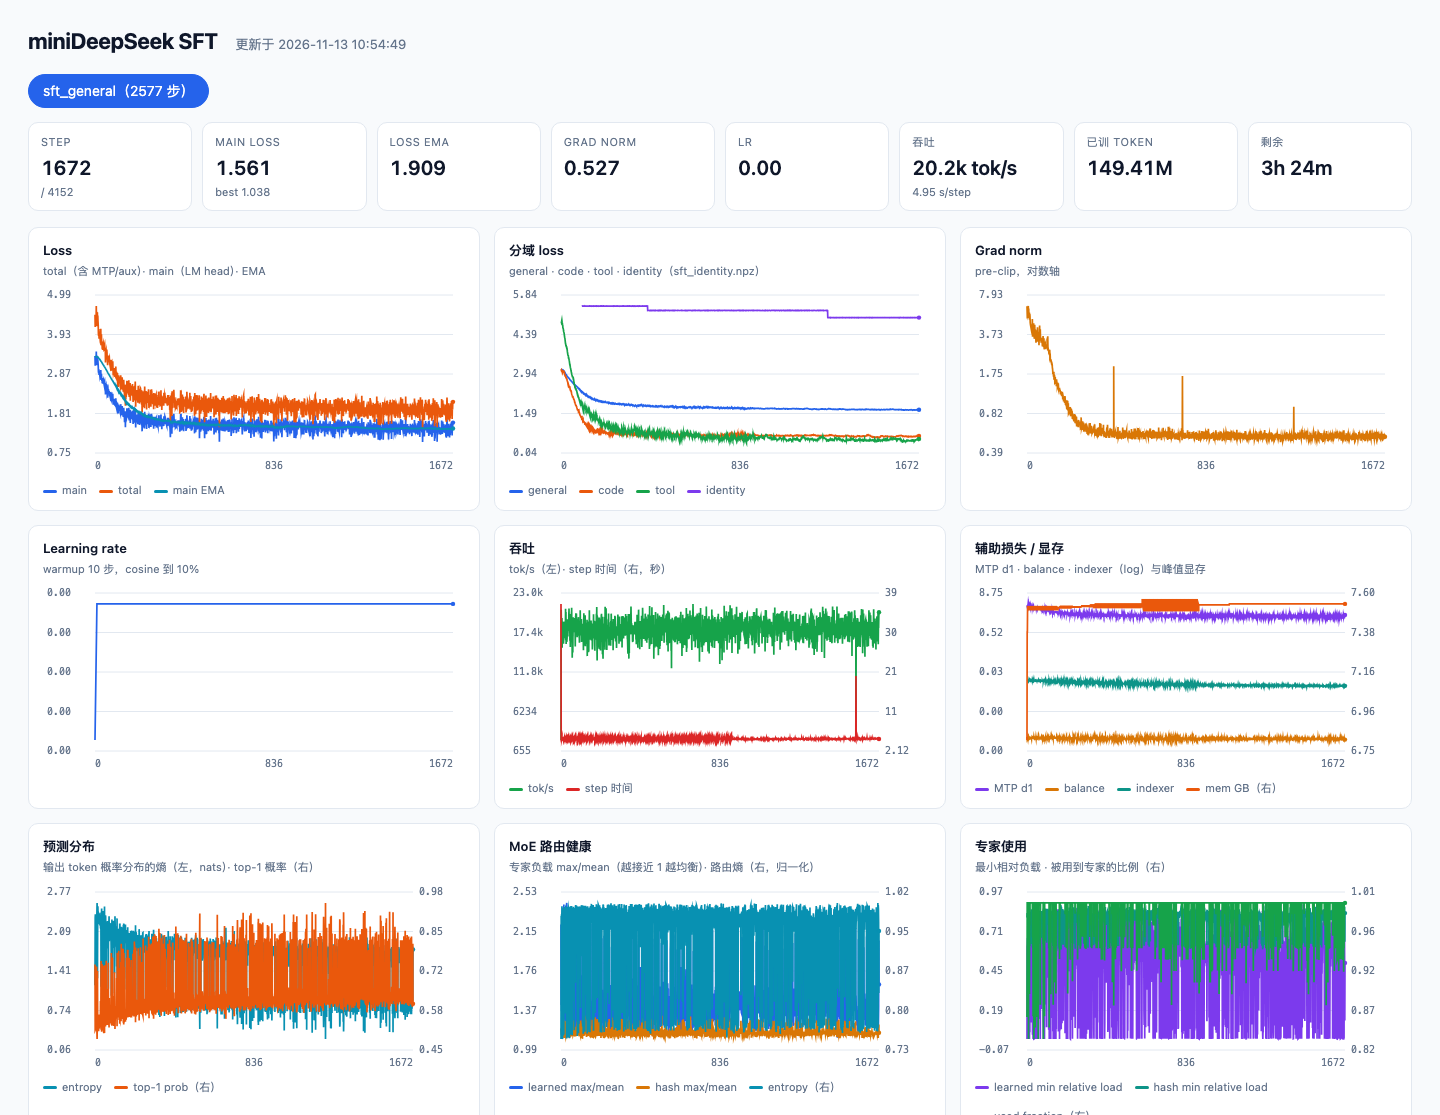 miniDeepSeek SFT 更新于 2026-11-13 10:54:49
sft_general（2577 步）
STEP
1672
/ 4152
MAIN LOSS
1.561
best 1.038
LOSS EMA
1.909
GRAD NORM
0.527
LR
0.00
吞吐
20.2k tok/s
4.95 s/step
已训 TOKEN
149.41M
剩余
3h 24m
Loss
total（含 MTP/aux）· main（LM head）· EMA
4.99
3.93
2.87
1.81
0.75
0 836 1672
main total main EMA
分域 loss
general · code · tool · identity（sft_identity.npz）
5.84
4.39
2.94
1.49
0.04
0 836 1672
general code tool identity
Grad norm
pre-clip，对数轴
7.93
3.73
1.75
0.82
0.39
0 836 1672
Learning rate
warmup 10 步，cosine 到 10%
0.00
0.00
0.00
0.00
0.00
0 836 1672
吞吐
tok/s（左）· step 时间（右，秒）
23.0k 39
17.4k 30
11.8k 21
6234 11
655 2.12
0 836 1672
tok/s step 时间
辅助损失 / 显存
MTP d1 · balance · indexer（log）与峰值显存
8.75 7.60
0.52 7.38
0.03 7.16
0.00 6.96
0.00 6.75
0 836 1672
MTP d1 balance indexer mem GB（右）
预测分布
输出 token 概率分布的熵（左，nats）· top-1 概率（右）
2.77 0.98
2.09 0.85
1.41 0.72
0.74 0.58
0.06 0.45
0 836 1672
entropy top-1 prob（右）
MoE 路由健康
专家负载 max/mean（越接近 1 越均衡）· 路由熵（右，归一化）
2.53 1.02
2.15 0.95
1.76 0.87
1.37 0.80
0.99 0.73
0 836 1672
learned max/mean hash max/mean entropy（右）
专家使用
最小相对负载 · 被用到专家的比例（右）
0.97 1.01
0.71 0.96
0.45 0.92
0.19 0.87
−0.07 0.82
0 836 1672
learned min relative load hash min relative load
used fraction（右）